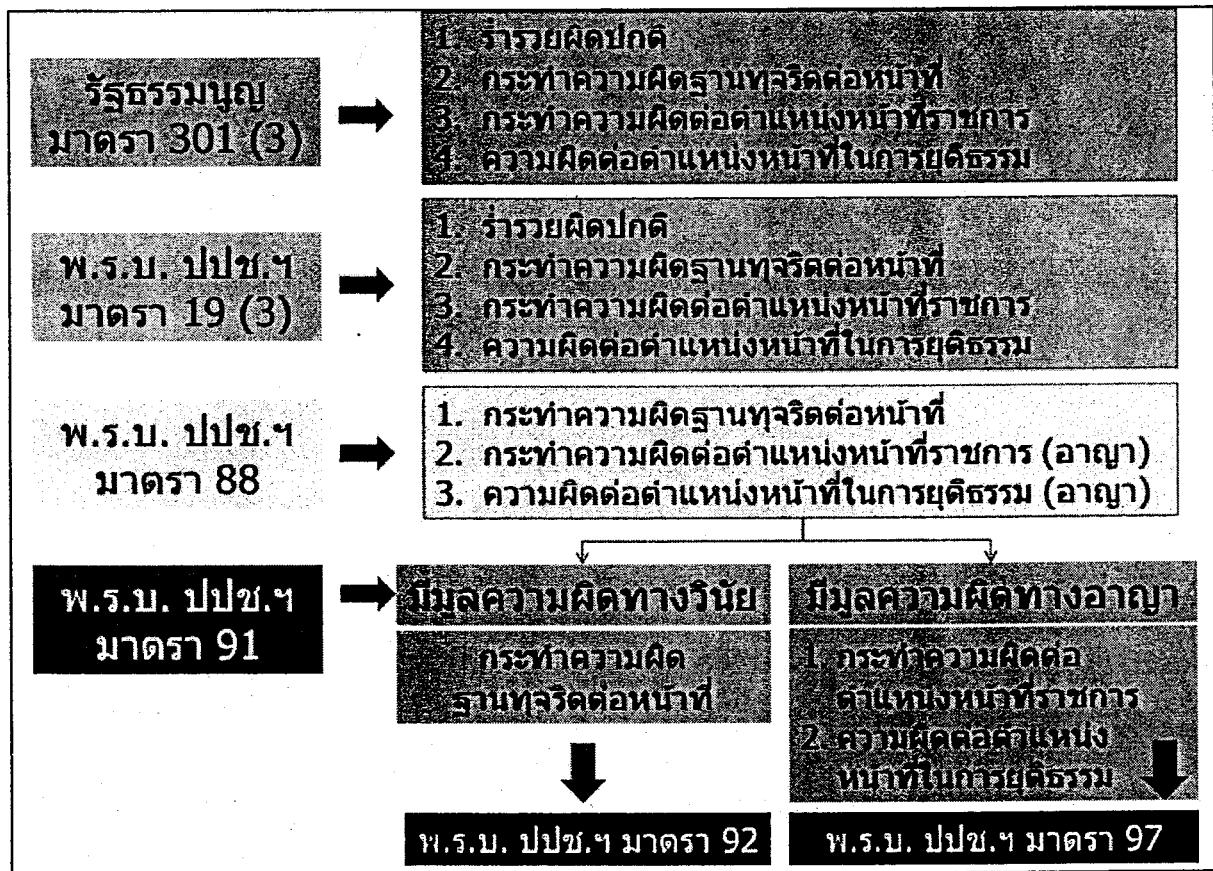 รัฐธรรมนูญ
มาตรา 301 (3)
1. ร่ำรวยผิดปกติ
2. กระทำความผิดฐานทุจริตต่อหน้าที่
3. กระทำความผิดต่อตำแหน่งหน้าที่ราชการ
4. ความผิดต่อตำแหน่งหน้าที่ในการยุติธรรม
พ.ร.บ. ปปช.ฯ
มาตรา 19 (3)
1. ร่ำรวยผิดปกติ
2. กระทำความผิดฐานทุจริตต่อหน้าที่
3. กระทำความผิดต่อตำแหน่งหน้าที่ราชการ
4. ความผิดต่อตำแหน่งหน้าที่ในการยุติธรรม
พ.ร.บ. ปปช.ฯ
มาตรา 88
1. กระทำความผิดฐานทุจริตต่อหน้าที่
2. กระทำความผิดต่อตำแหน่งหน้าที่ราชการ (อาญา)
3. ความผิดต่อตำแหน่งหน้าที่ในการยุติธรรม (อาญา)
พ.ร.บ. ปปช.ฯ
มาตรา 91
มีมูลความผิดทางวินัย
กระทำความผิด
ฐานทุจริตต่อหน้าที่
พ.ร.บ. ปปช.ฯ มาตรา 92
มีมูลความผิดทางอาญา
1. กระทำความผิดต่อ
ตำแหน่งหน้าที่ราชการ
2. ความผิดต่อตำแหน่ง
หน้าที่ในการยุติธรรม
พ.ร.บ. ปปช.ฯ มาตรา 97